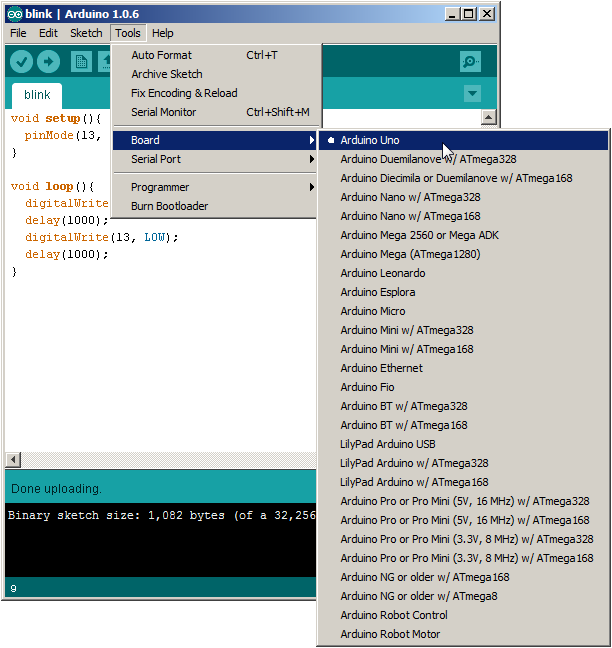 blink | Arduino 1.0.6
File Edit Sketch Tools Help
Auto Format Ctrl+T
Archive Sketch
Fix Encoding & Reload
Serial Monitor Ctrl+Shift+M
Board
Serial Port
Programmer
Burn Bootloader
Arduino Uno
Arduino Duemilanove w/ ATmega328
Arduino Diecimila or Duemilanove w/ ATmega168
Arduino Nano w/ ATmega328
Arduino Nano w/ ATmega168
Arduino Mega 2560 or Mega ADK
Arduino Mega (ATmega1280)
Arduino Leonardo
Arduino Esplora
Arduino Micro
Arduino Mini w/ ATmega328
Arduino Mini w/ ATmega168
Arduino Ethernet
Arduino Fio
Arduino BT w/ ATmega328
Arduino BT w/ ATmega168
LilyPad Arduino USB
LilyPad Arduino w/ ATmega328
LilyPad Arduino w/ ATmega168
Arduino Pro or Pro Mini (5V, 16 MHz) w/ ATmega328
Arduino Pro or Pro Mini (5V, 16 MHz) w/ ATmega168
Arduino Pro or Pro Mini (3.3V, 8 MHz) w/ ATmega328
Arduino Pro or Pro Mini (3.3V, 8 MHz) w/ ATmega168
Arduino NG or older w/ ATmega168
Arduino NG or older w/ ATmega8
Arduino Robot Control
Arduino Robot Motor
blink
void setup(){
pinMode(13,
}
void loop(){
digitalWrite
delay(1000);
digitalWrite(13, LOW);
delay(1000);
}
Done uploading.
Binary sketch size: 1,082 bytes (of a 32,256
9